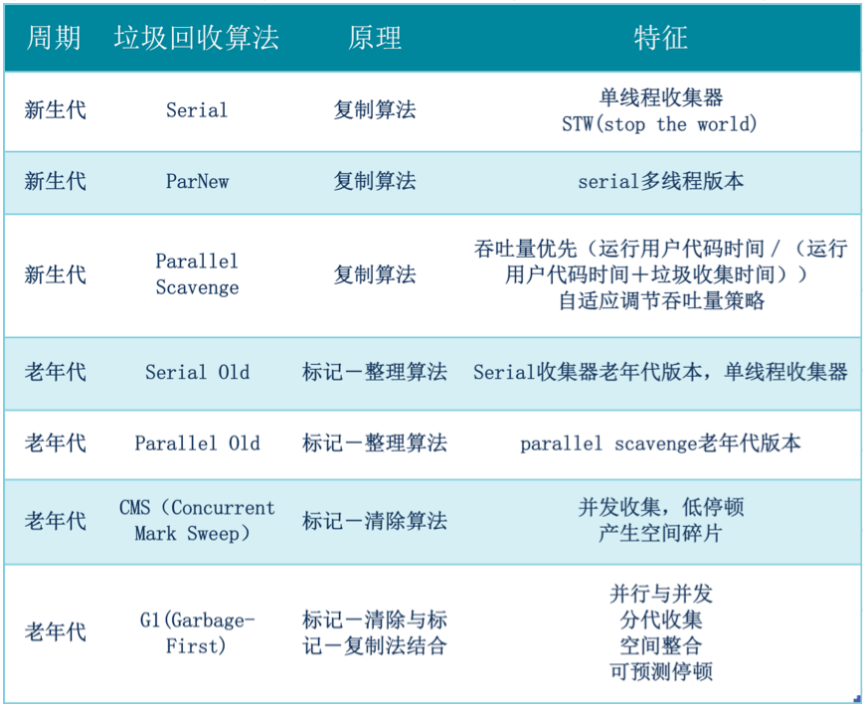 周期 垃圾回收算法 原理 特征
新生代 Serial 复制算法 单线程收集器
STW(stop the world)
新生代 ParNew 复制算法 serial多线程版本
新生代 Parallel
Scavenge 复制算法 吞吐量优先（运行用户代码时间／（运行
用户代码时间＋垃圾收集时间））
自适应调节吞吐量策略
老年代 Serial Old 标记－整理算法 Serial收集器老年代版本，单线程收集器
老年代 Parallel Old 标记－整理算法 parallel scavenge老年代版本
老年代 CMS（Concurrent
Mark Sweep） 标记－清除算法 并发收集，低停顿
产生空间碎片
老年代 G1(Garbage-
First) 标记－清除与标
记－复制法结合 并行与并发
分代收集
空间整合
可预测停顿